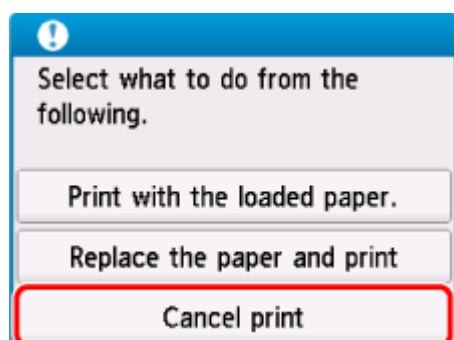 Select what to do from the
following.
Print with the loaded paper.
Replace the paper and print
Cancel print